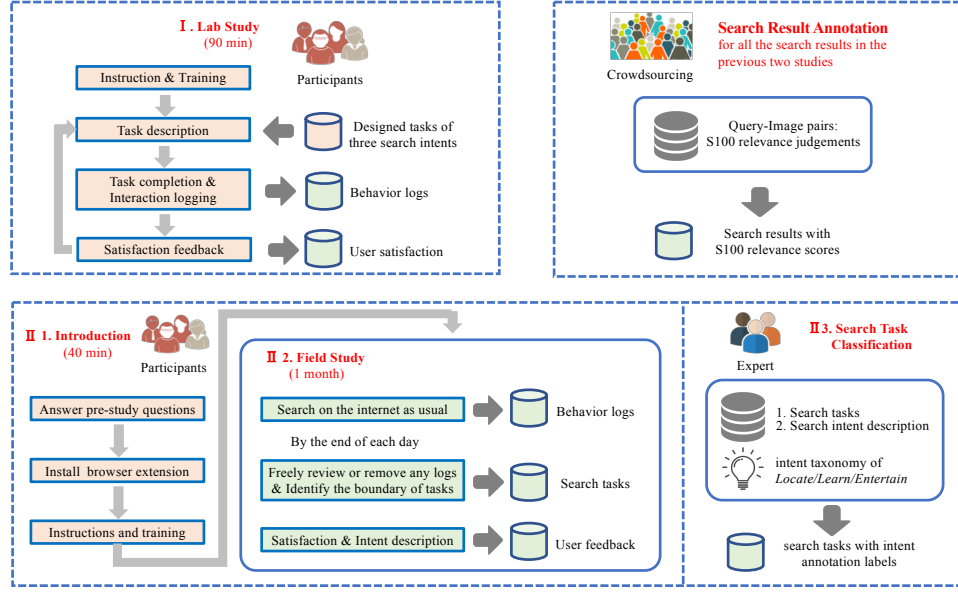 Ⅰ. Lab Study
(90 min)
Participants
Instruction & Training
Task description
Designed tasks of
three search intents
Task completion &
Interaction logging
Behavior logs
Satisfaction feedback
User satisfaction
Crowdsourcing
Search Result Annotation
for all the search results in the
previous two studies
Query-Image pairs:
S100 relevance judgements
Search results with
S100 relevance scores
Ⅱ 1. Introduction
(40 min)
Participants
Answer pre-study questions
Install browser extension
Instructions and training
Ⅱ 2. Field Study
(1 month)
Search on the internet as usual
Behavior logs
By the end of each day
Freely review or remove any logs
& Identify the boundary of tasks
Search tasks
Satisfaction & Intent description
User feedback
Expert
Ⅱ 3. Search Task
Classification
1. Search tasks
2. Search intent description
intent taxonomy of
Locate/Learn/Entertain
search tasks with intent
annotation labels